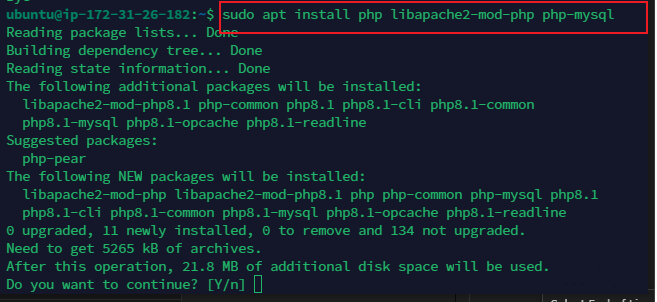 ubuntu@ip-172-31-26-182:~$ sudo apt install php libapache2-mod-php php-mysql
Reading package lists... Done
Building dependency tree... Done
Reading state information... Done
The following additional packages will be installed:
  libapache2-mod-php8.1 php-common php8.1 php8.1-cli php8.1-common
  php8.1-mysql php8.1-opcache php8.1-readline
Suggested packages:
  php-pear
The following NEW packages will be installed:
  libapache2-mod-php libapache2-mod-php8.1 php php-common php-mysql php8.1
  php8.1-cli php8.1-common php8.1-mysql php8.1-opcache php8.1-readline
0 upgraded, 11 newly installed, 0 to remove and 134 not upgraded.
Need to get 5265 kB of archives.
After this operation, 21.8 MB of additional disk space will be used.
Do you want to continue? [Y/n]